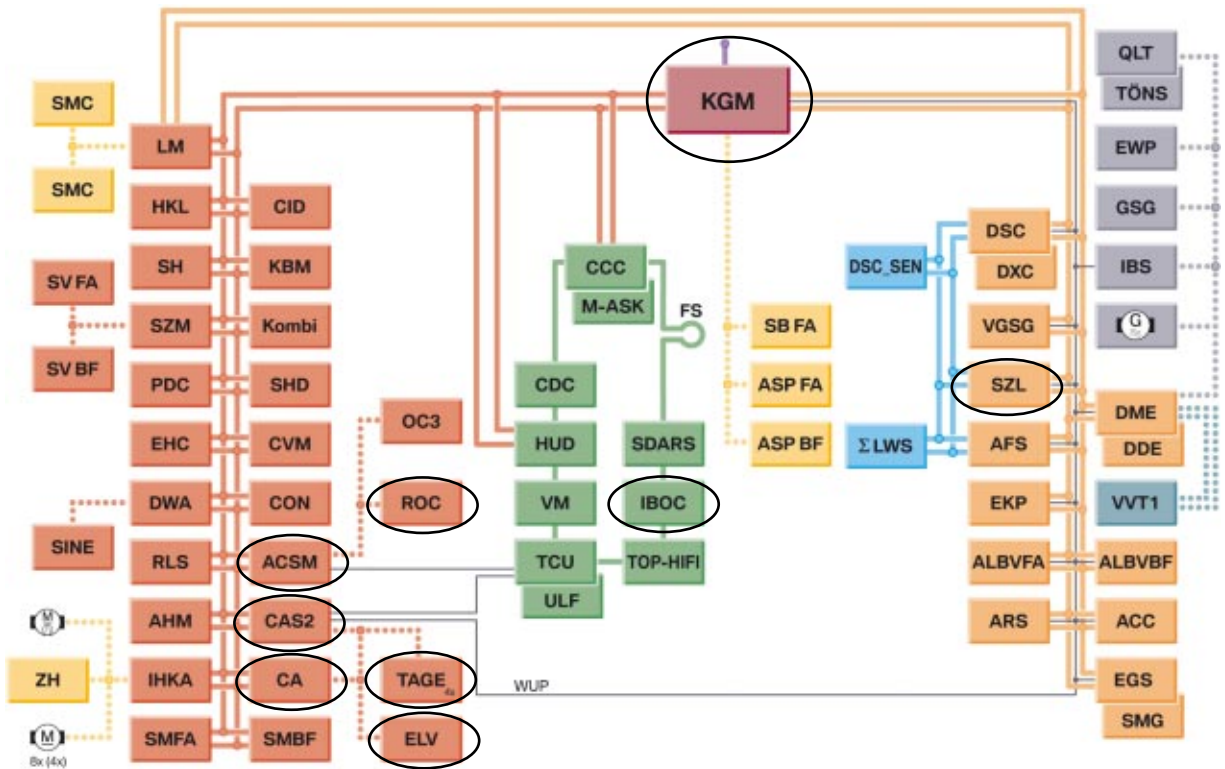 SMC
SMC
LM
HKL
CID
SH
KBM
SV FA
SV BF
SZM
Kombi
PDC
SHD
EHC
CVM
DWA
CON
SINE
RLS
ACSM
AHM
CAS2
ZH
IHKA
CA
SMFA
SMBF
M
M
8x (4x)
OC3
ROC
TAGE
4x
ELV
WUP
KGM
CCC
M-ASK
FS
CDC
HUD
SDARS
VM
IBOC
TCU
TOP-HIFI
ULF
SB FA
ASP FA
ASP BF
DSC_SEN
ΣLWS
DSC
DXC
VGSG
SZL
AFS
EKP
ALBVFA
ALBVBF
ARS
ACC
EGS
SMG
QLT
TÖNS
EWP
GSG
IBS
G
DME
DDE
VVT1